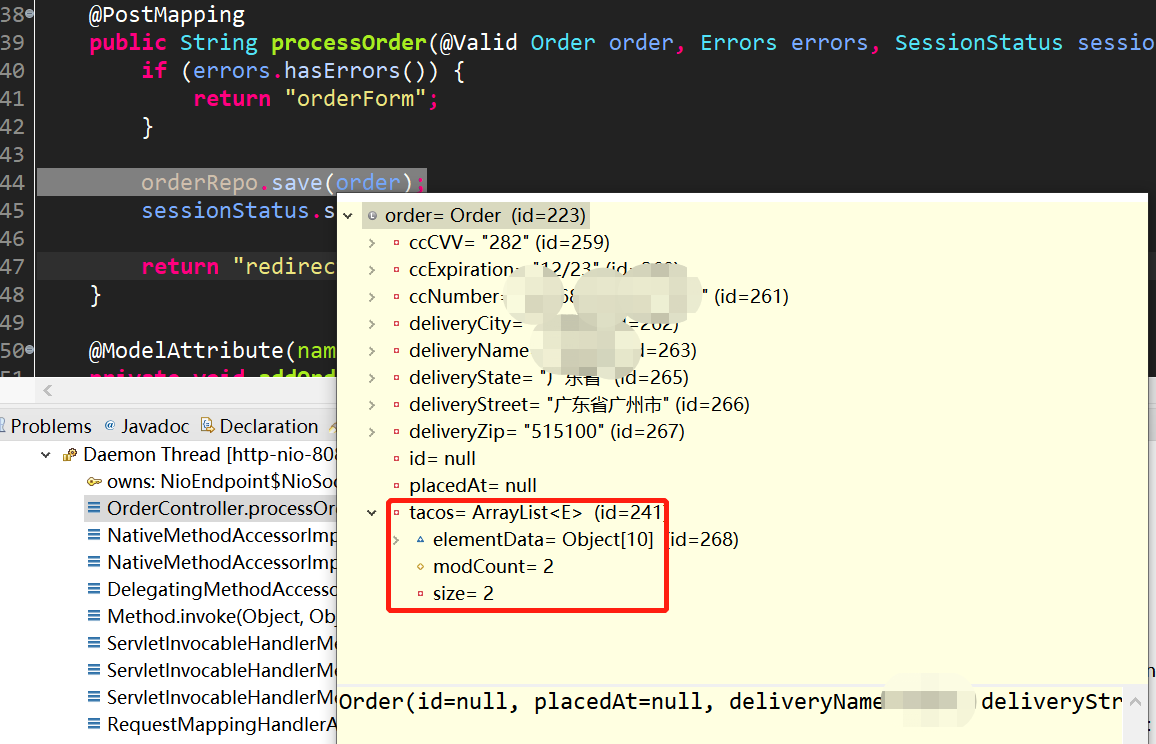 38 @PostMapping
39 public String processOrder(@Valid Order order, Errors errors, SessionStatus sessio
40 if (errors.hasErrors()) {
41 return "orderForm";
42 }
43
44 orderRepo.save(order);
45 sessionStatus.s
46
47 return "redirec
48 }
49
50 @ModelAttribute(nam
51 private void addOrd
order= Order (id=223)
ccCVV= "282" (id=259)
ccExpiration= "12/23" (id=
ccNumber= " (id=261)
deliveryCity= id=262)
deliveryName id=263)
deliveryState= "广东省" (id=265)
deliveryStreet= "广东省广州市" (id=266)
deliveryZip= "515100" (id=267)
id= null
placedAt= null
tacos= ArrayList<E> (id=241)
elementData= Object[10] (id=268)
modCount= 2
size= 2
Order(id=null, placedAt=null, deliveryName deliveryStr
Problems @ Javadoc Declaration
Daemon Thread [http-nio-808
owns: NioEndpoint$NioSoc
OrderController.processOr
NativeMethodAccessorImp
NativeMethodAccessorImp
DelegatingMethodAccesso
Method.invoke(Object, Ob
ServletInvocableHandlerMe
ServletInvocableHandlerMe
ServletInvocableHandlerMe
RequestMappingHandlerA